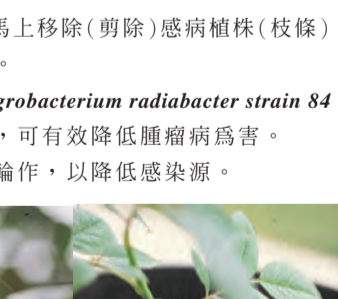 馬上移除(剪除)感病植株(枝條)
。
grobacterium radiabacter strain 84
，可有效降低腫瘤病爲害。
輪作，以降低感染源。